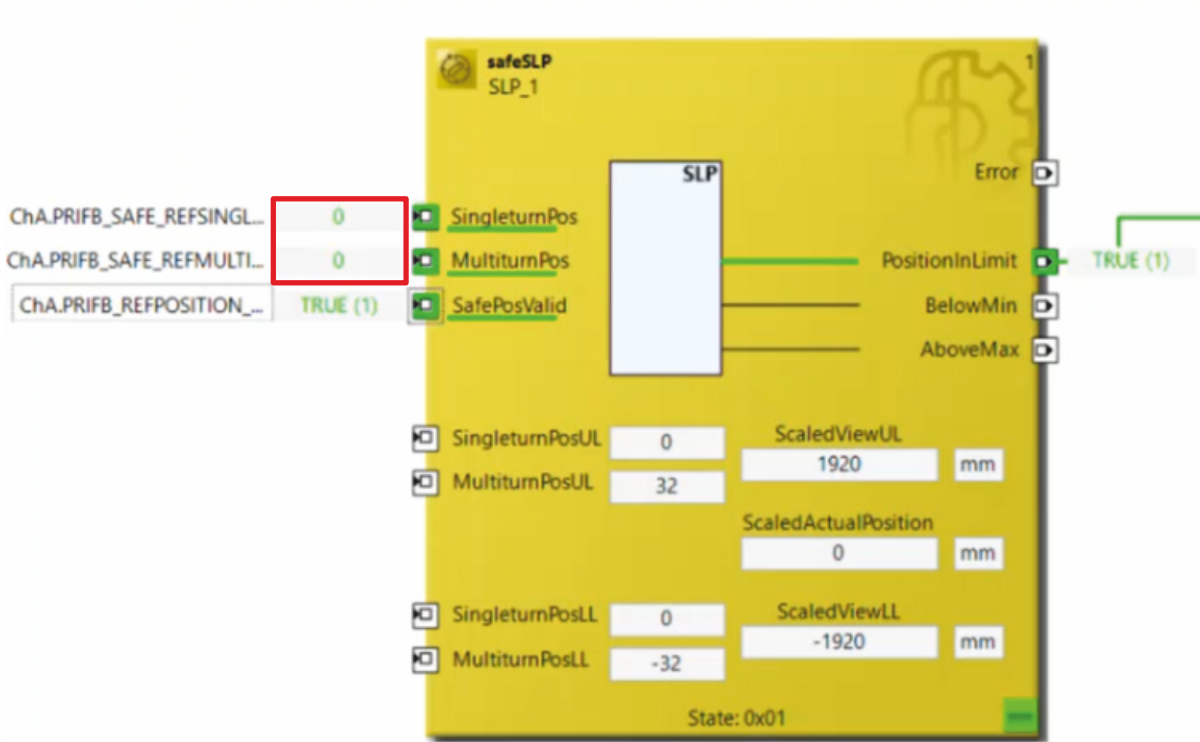 safeSLP
SLP_1
1
SLP
Error
ChA.PRIFB_SAFE_REFSINGL... 0 SingleturnPos
ChA.PRIFB_SAFE_REFMULTI... 0 MultiturnPos PositionInLimit TRUE (1)
ChA.PRIFB_REFPOSITION_... TRUE (1) SafePosValid BelowMin
AboveMax
SingleturnPosUL 0 ScaledViewUL
1920 mm
MultiturnPosUL 32
ScaledActualPosition
0 mm
SingleturnPosLL 0 ScaledViewLL
-1920 mm
MultiturnPosLL -32
State: 0x01